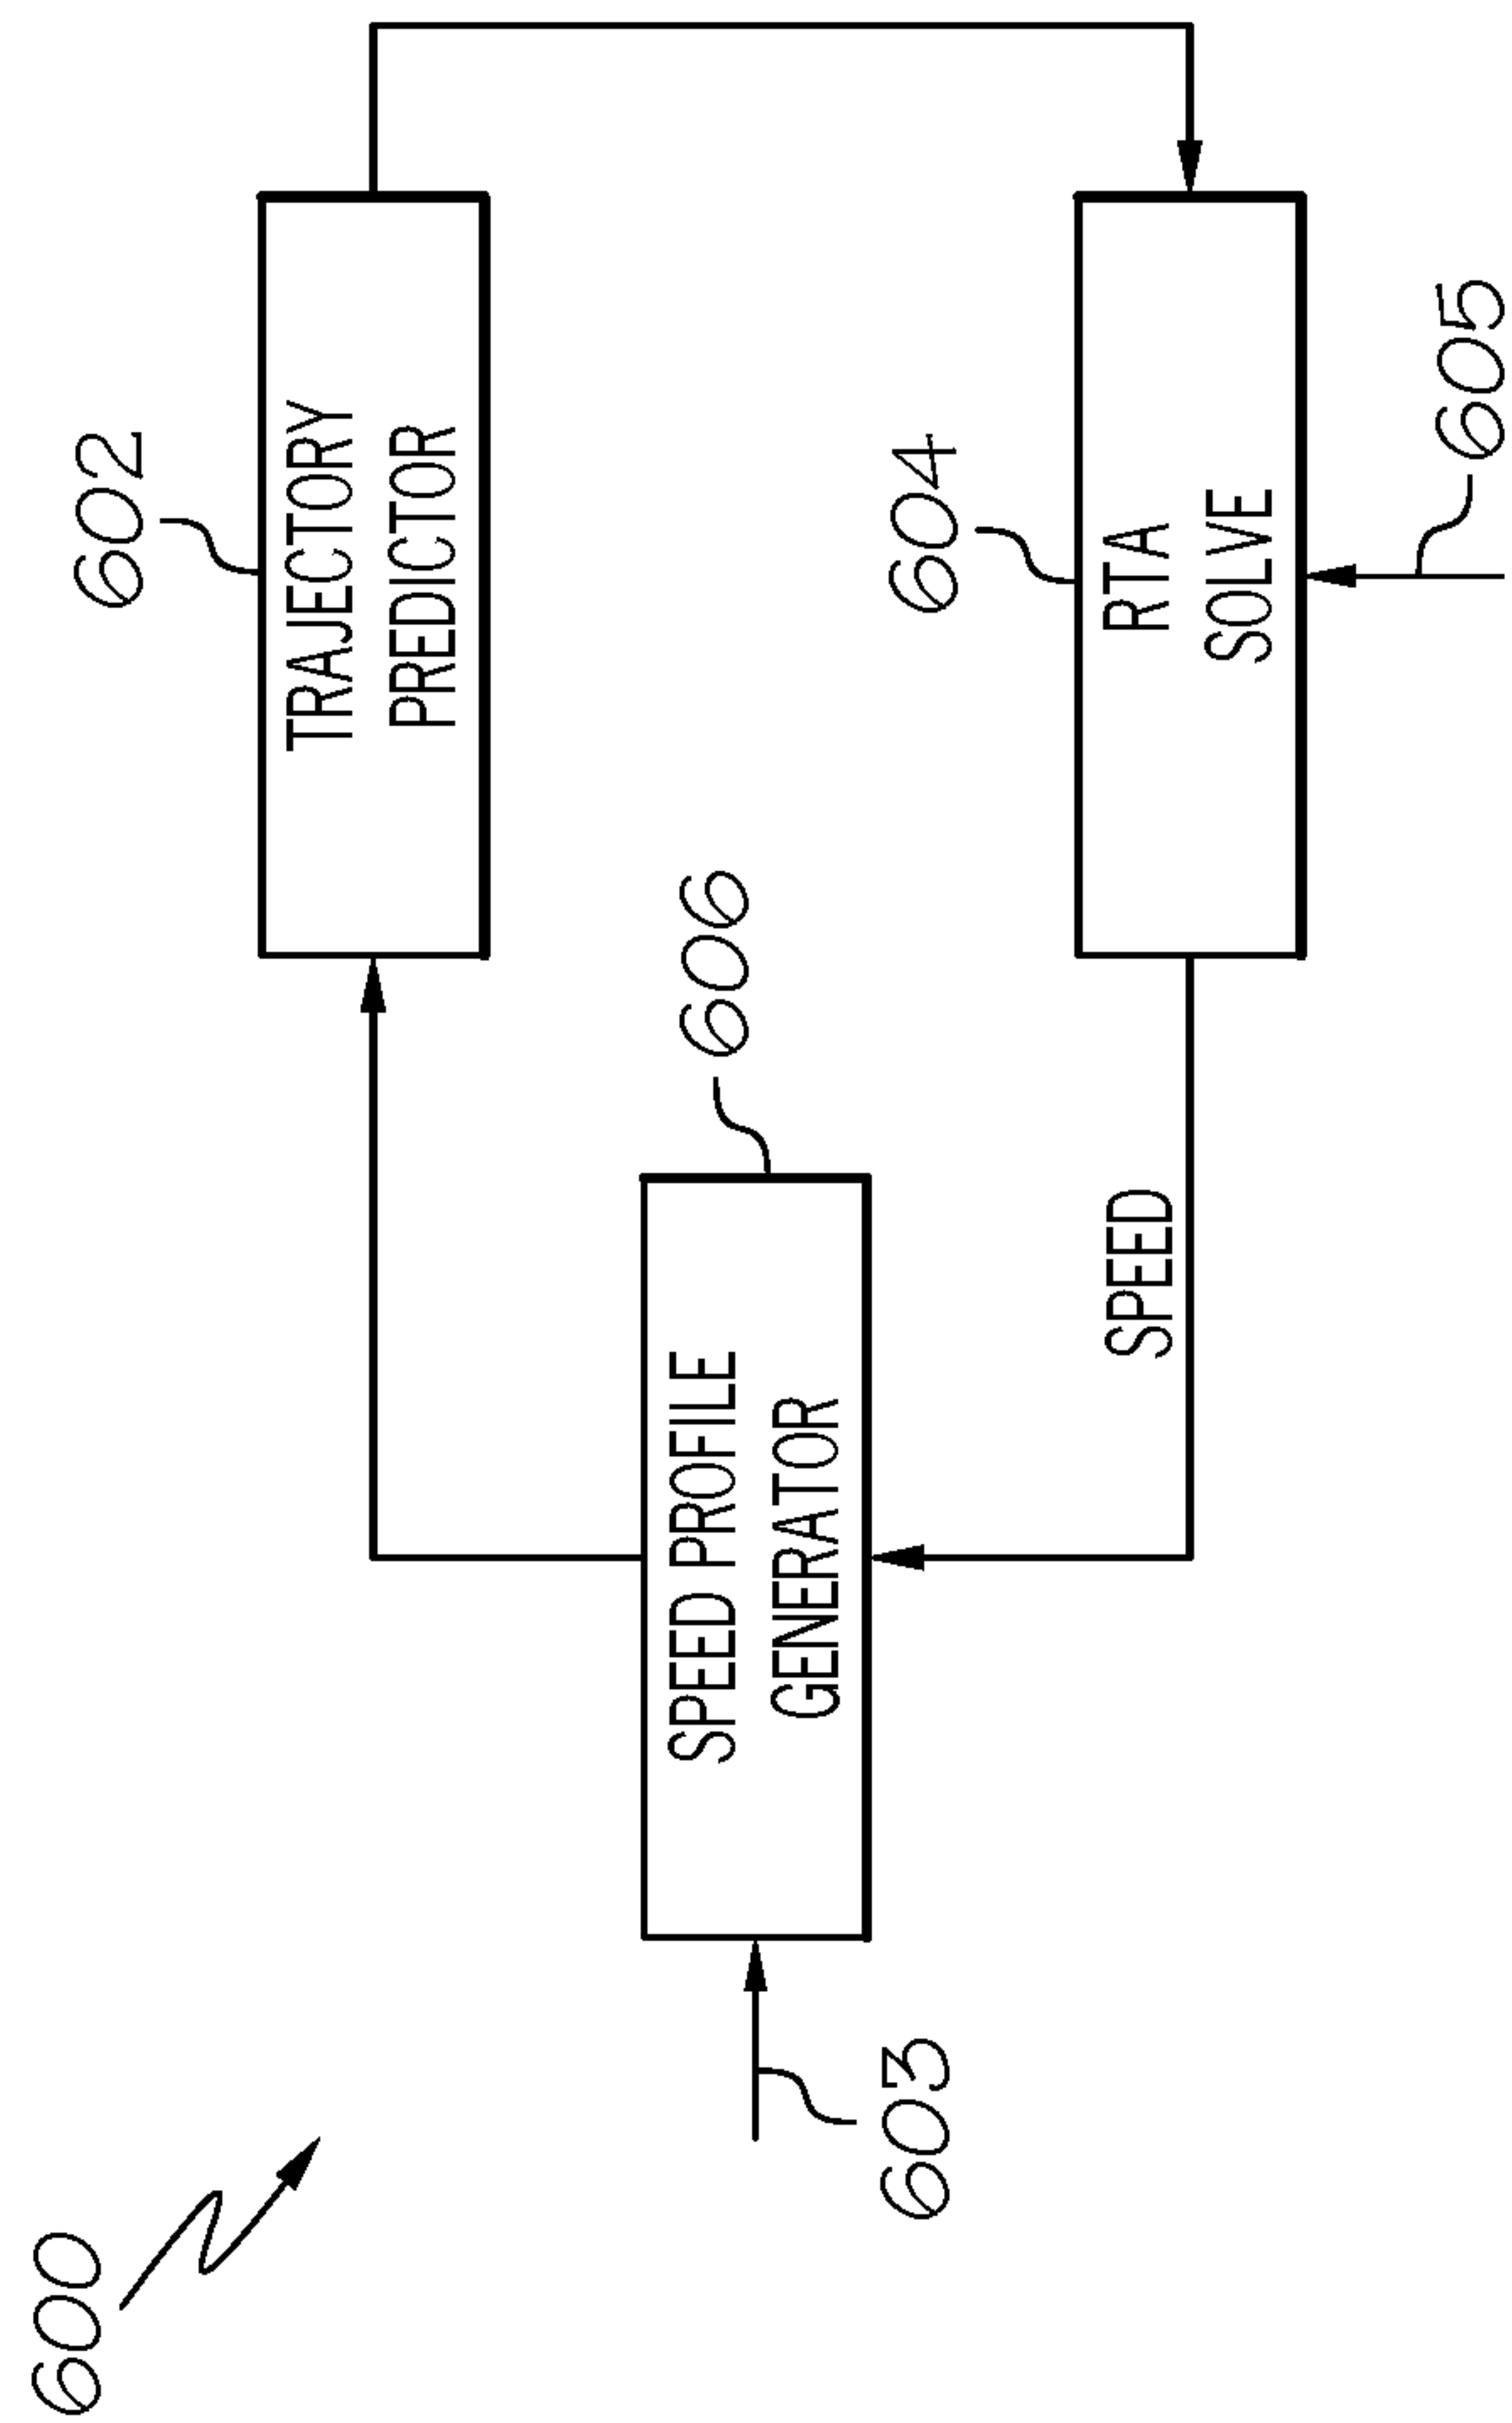 600
602
TRAJECTORY
PREDICTOR
606
SPEED PROFILE
GENERATOR
603
604
RTA
SOLVE
SPEED
605